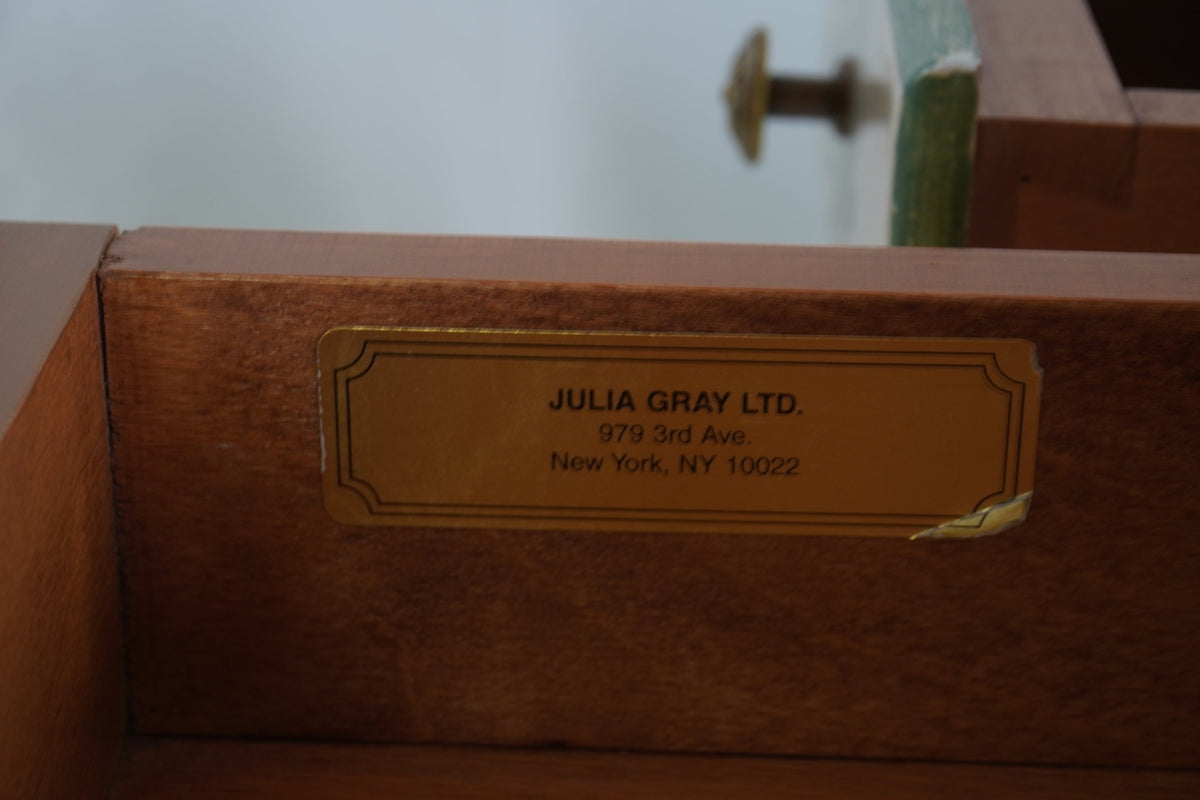 JULIA GRAY LTD.
979 3rd Ave.
New York, NY 10022